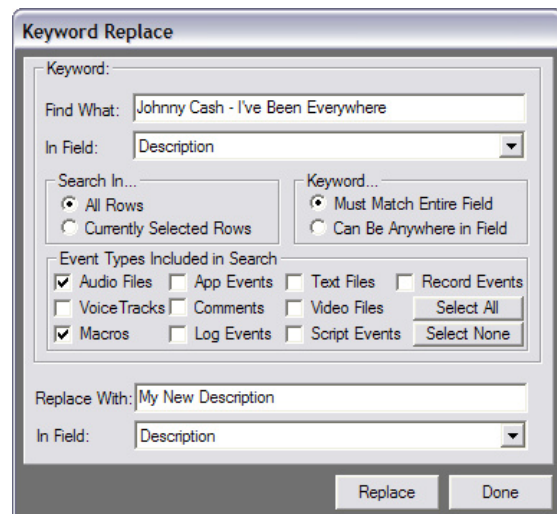 Keyword Replace
Keyword:
Find What: Johnny Cash - I've Been Everywhere
In Field: Description
Search In... Keyword...
All Rows Must Match Entire Field
Currently Selected Rows Can Be Anywhere in Field
Event Types Included in Search
Audio Files App Events Text Files Record Events
VoiceTracks Comments Video Files Select All
Macros Log Events Script Events Select None
Replace With: My New Description
In Field: Description
Replace Done